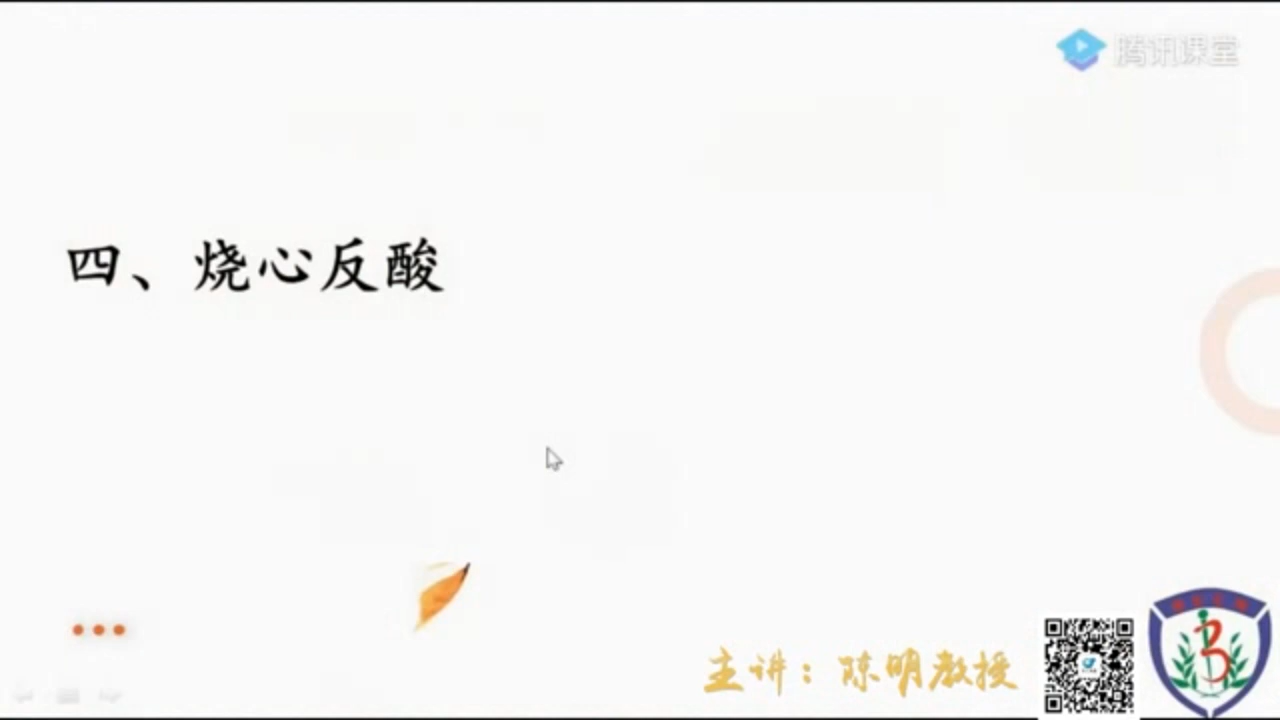 腾讯课堂
四、烧心反酸
主讲：陈明教授